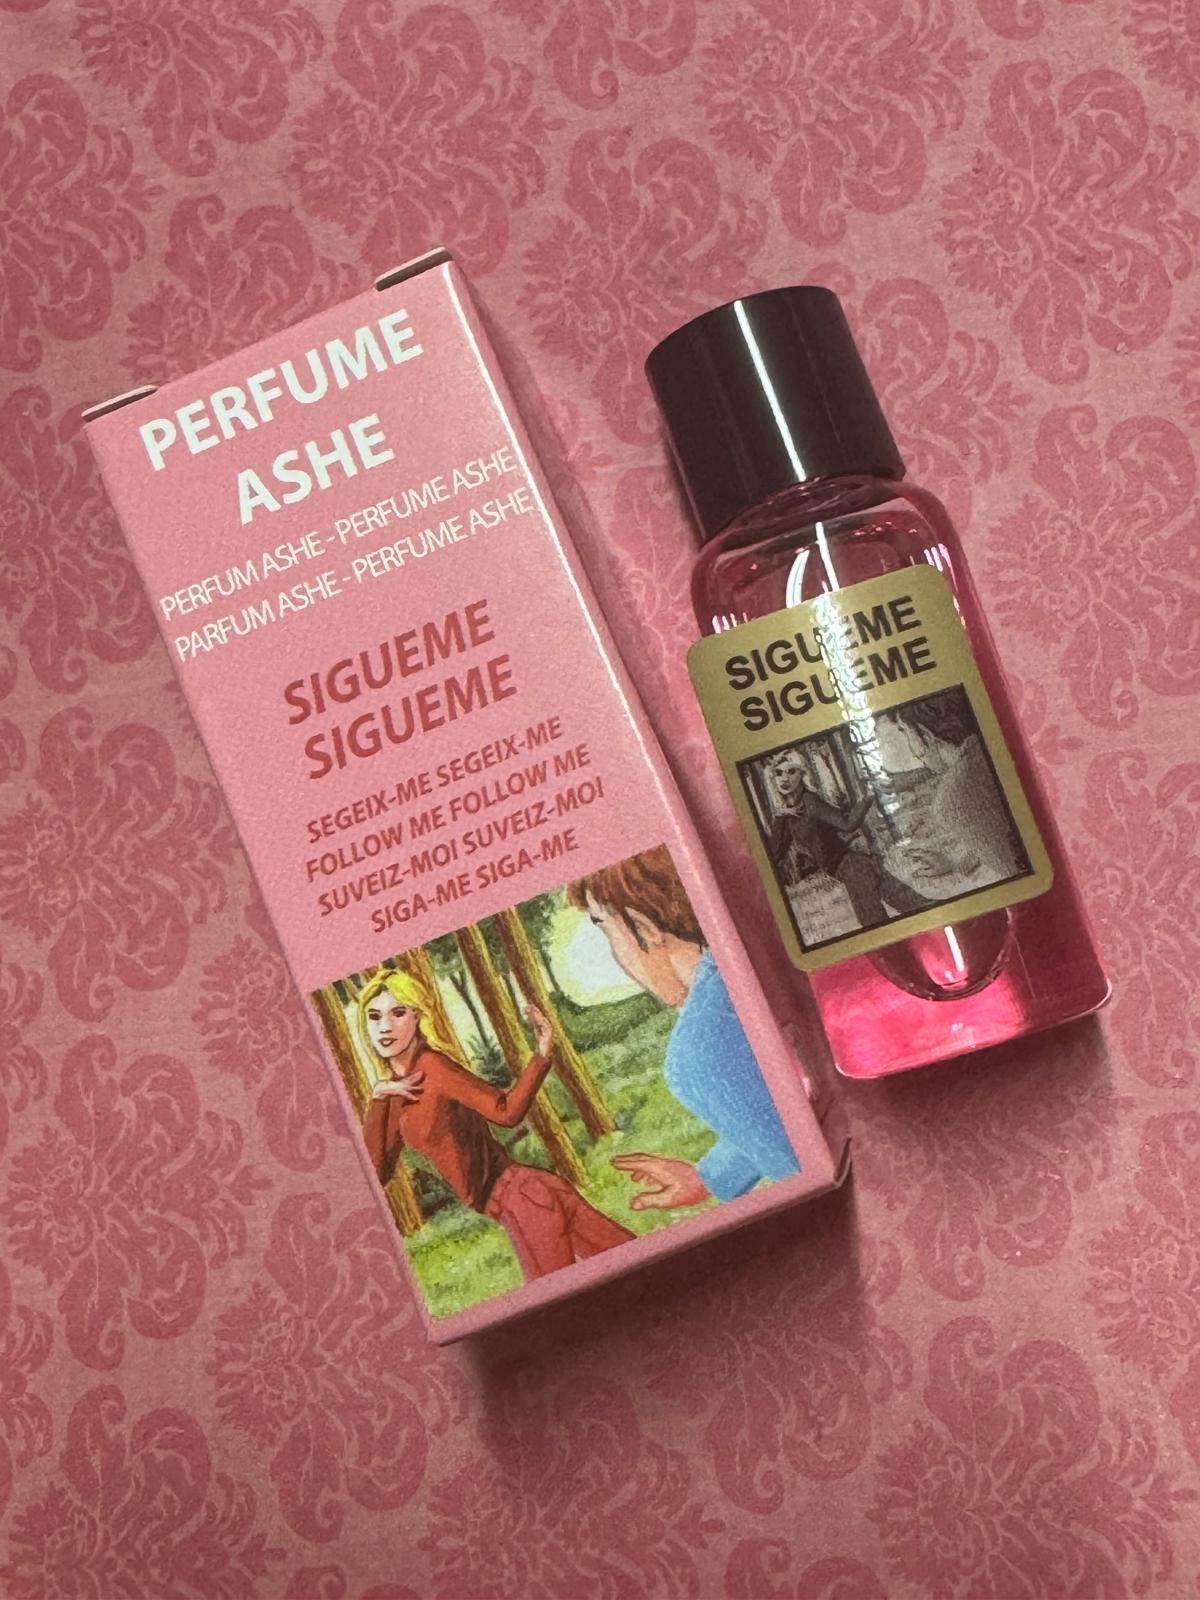 PERFUME
ASHE
PERFUM ASHE - PERFUME ASHE
PARFUM ASHE - PERFUME ASHE
SIGUEME
SIGUEME
SEGEIX-ME SEGEIX-ME
FOLLOW ME FOLLOW ME
SUVEIZ-MOI SUVEIZ-MOI
SIGA-ME SIGA-ME
SIGUEME
SIGUEME